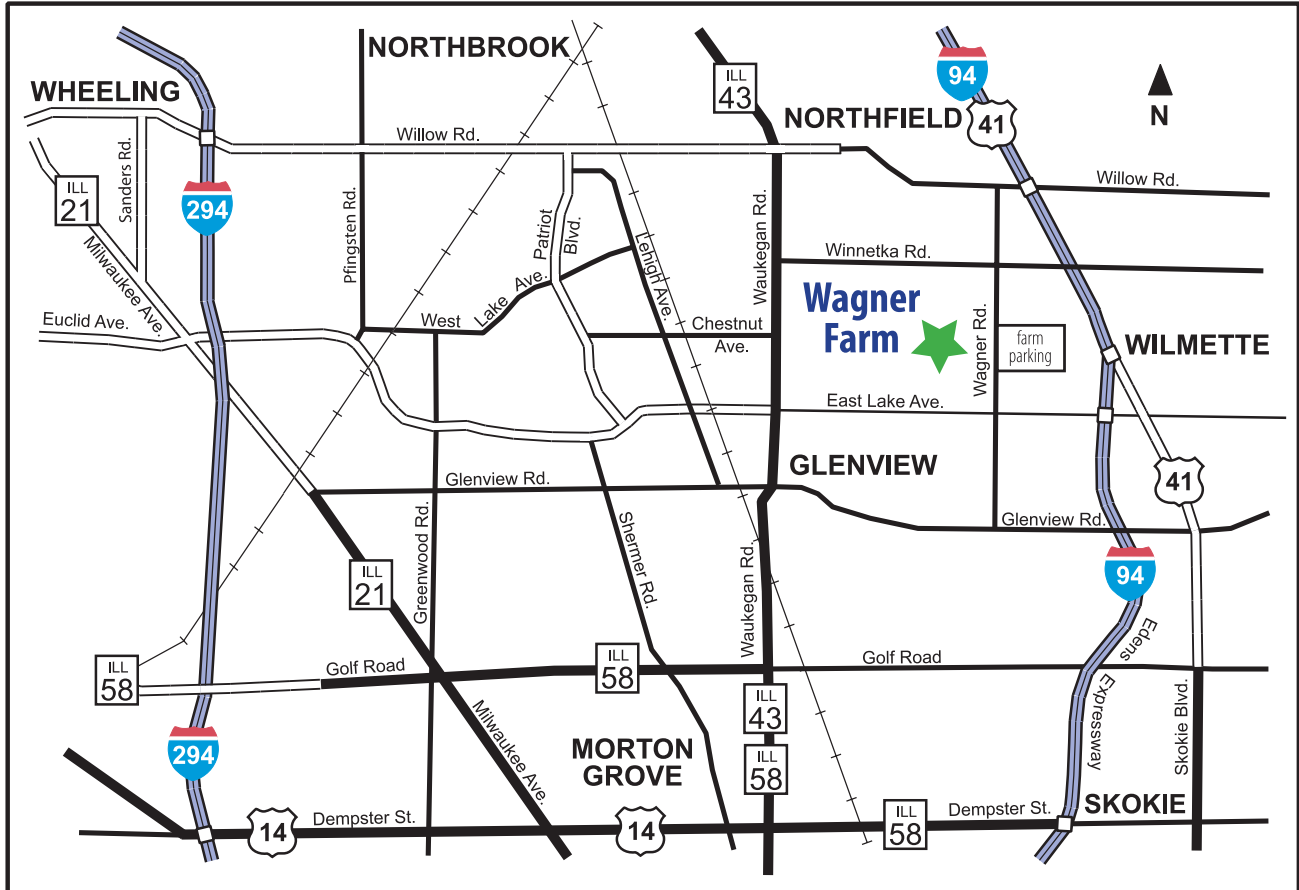 NORTHBROOK
WHEELING
ILL
43
94
41
NORTHFIELD
N
Willow Rd.
Willow Rd.
Sanders Rd.
ILL
21
294
Pfingsten Rd.
Patriot
Blvd.
Lehigh Ave.
Waukegan Rd.
Winnetka Rd.
Milwaukee Ave.
Euclid Ave.
West
Lake Ave.
Chestnut
Ave.
Wagner
Farm
Wagner Rd.
farm
parking
WILMETTE
East Lake Ave.
GLENVIEW
41
Glenview Rd.
Glenview Rd.
Greenwood Rd.
Shermer Rd.
Waukegan Rd.
ILL
21
94
Edens
Expressway
ILL
58
Golf Road
ILL
58
Golf Road
ILL
43
ILL
58
Skokie Blvd.
294
Milwaukee Ave.
MORTON
GROVE
SKOKIE
14
Dempster St.
14
ILL
58
Dempster St.